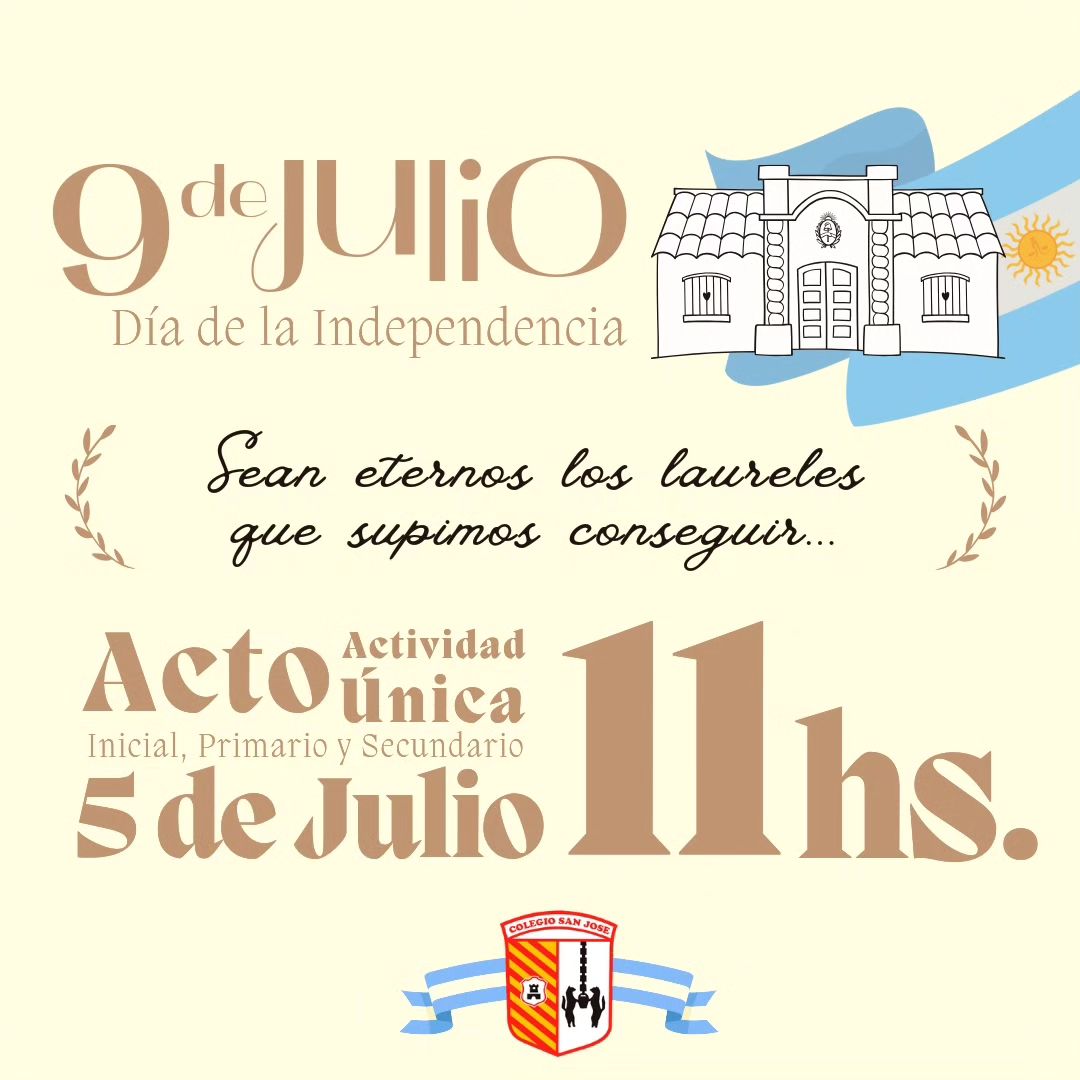 9 de Julio
Día de la Independencia
Sean eternos los laureles
que supimos conseguir...
Acto Actividad Única
Inicial, Primario y Secundario
5 de Julio 11hs.
COLEGIO SAN JOSE